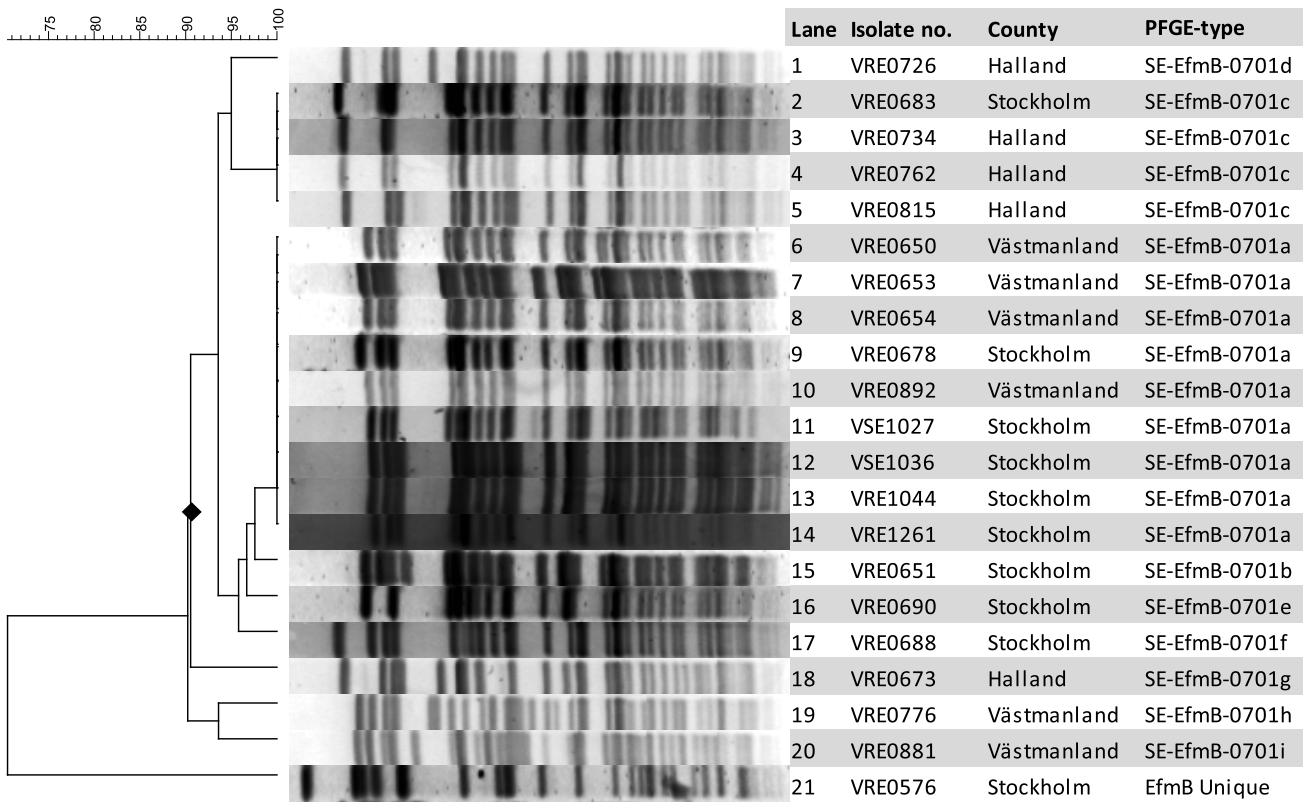 75 80 85 90 95 100
Lane Isolate no. County PFGE-type
1 VRE0726 Halland SE-EfmB-0701d
2 VRE0683 Stockholm SE-EfmB-0701c
3 VRE0734 Halland SE-EfmB-0701c
4 VRE0762 Halland SE-EfmB-0701c
5 VRE0815 Halland SE-EfmB-0701c
6 VRE0650 Västmanland SE-EfmB-0701a
7 VRE0653 Västmanland SE-EfmB-0701a
8 VRE0654 Västmanland SE-EfmB-0701a
9 VRE0678 Stockholm SE-EfmB-0701a
10 VRE0892 Västmanland SE-EfmB-0701a
11 VSE1027 Stockholm SE-EfmB-0701a
12 VSE1036 Stockholm SE-EfmB-0701a
13 VRE1044 Stockholm SE-EfmB-0701a
14 VRE1261 Stockholm SE-EfmB-0701a
15 VRE0651 Stockholm SE-EfmB-0701b
16 VRE0690 Stockholm SE-EfmB-0701e
17 VRE0688 Stockholm SE-EfmB-0701f
18 VRE0673 Halland SE-EfmB-0701g
19 VRE0776 Västmanland SE-EfmB-0701h
20 VRE0881 Västmanland SE-EfmB-0701i
21 VRE0576 Stockholm EfmB Unique